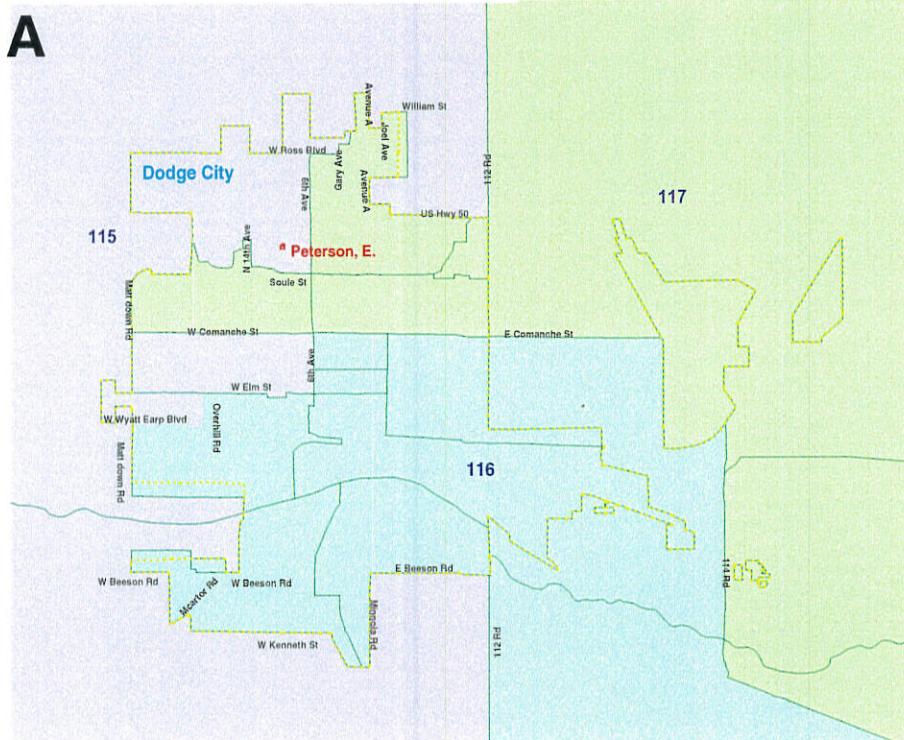 A
Avenue A
William St
Joel Ave
W Ross Blvd
Gary Ave
112 Rd
Dodge City
6th Ave
Avenue A
117
US Hwy 50
115
N 14th Ave
Peterson, E.
Soule St
Matt down Rd
W Comanche St
E Comanche St
6th Ave
W Elm St
W Wyatt Earp Blvd
Overhill Rd
Matt down Rd
116
W Beeson Rd
Mcartor Rd
W Beeson Rd
E Beeson Rd
114 Rd
Minneola Rd
W Kenneth St
112 Rd